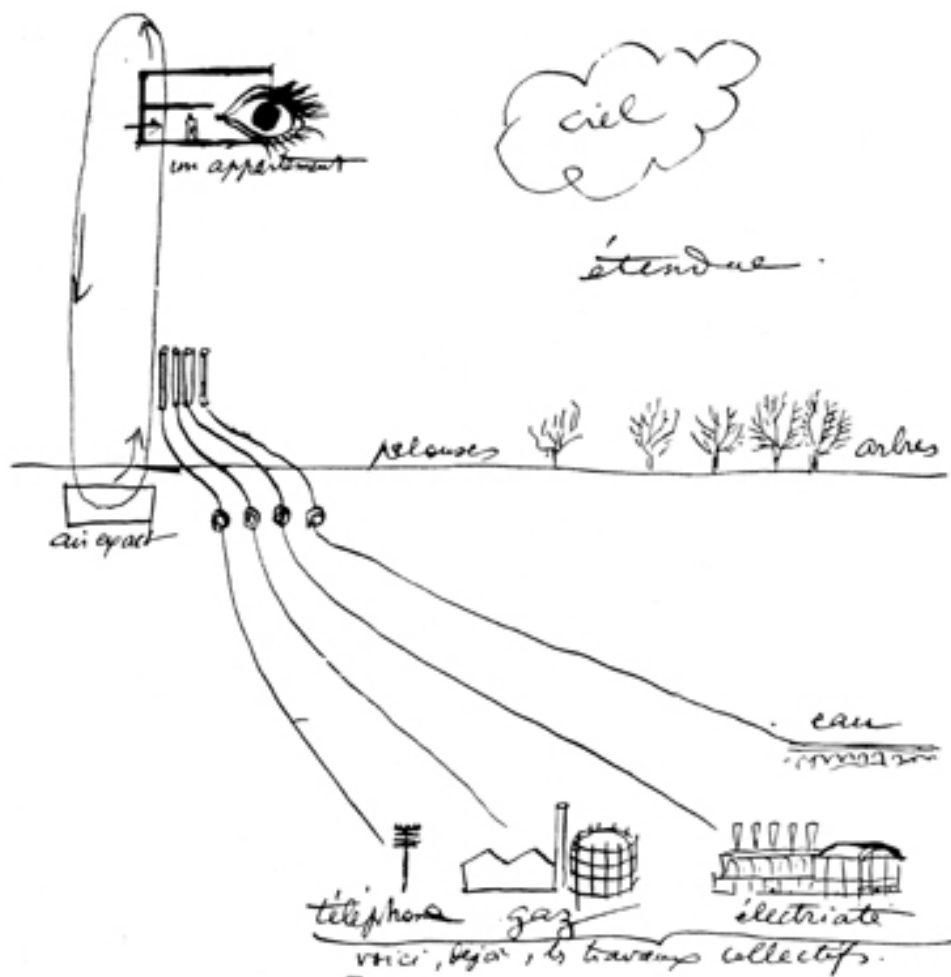 ciel
un appartement
étendue.
pelouses
arbres
air exact
eau
téléphone
gaz
électricité
voici, déjà, les travaux collectifs.